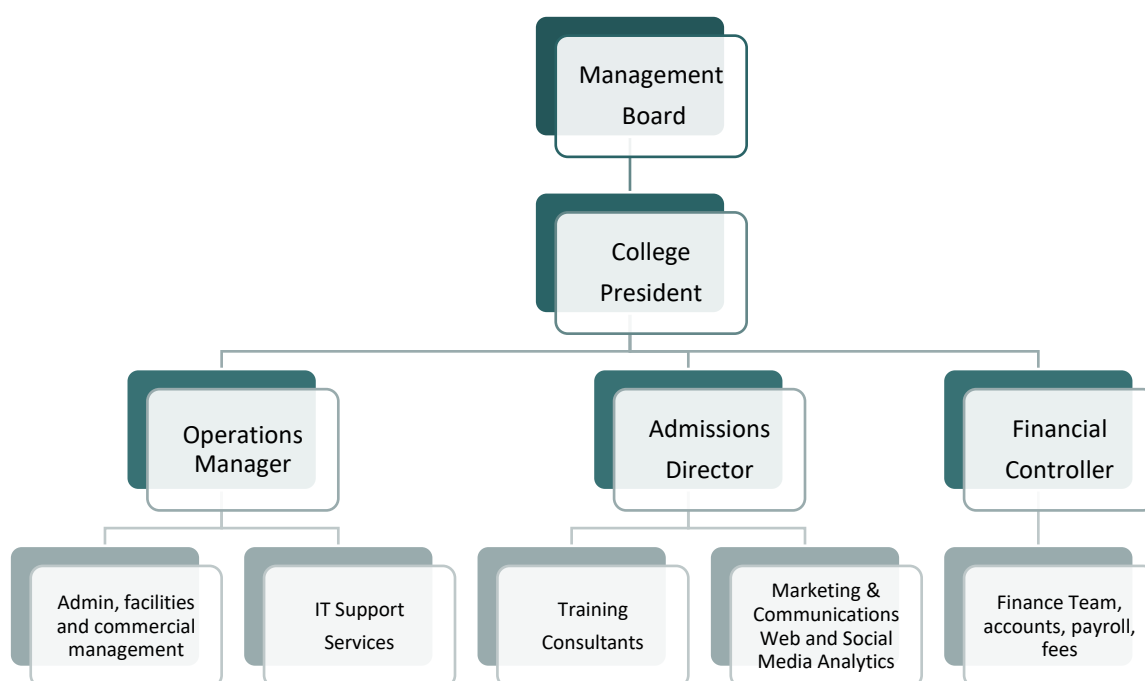 Management
Board
College
President
Operations
Manager
Admissions
Director
Financial
Controller
Admin, facilities
and commercial
management
IT Support
Services
Training
Consultants
Marketing &
Communications
Web and Social
Media Analytics
Finance Team,
accounts, payroll,
fees